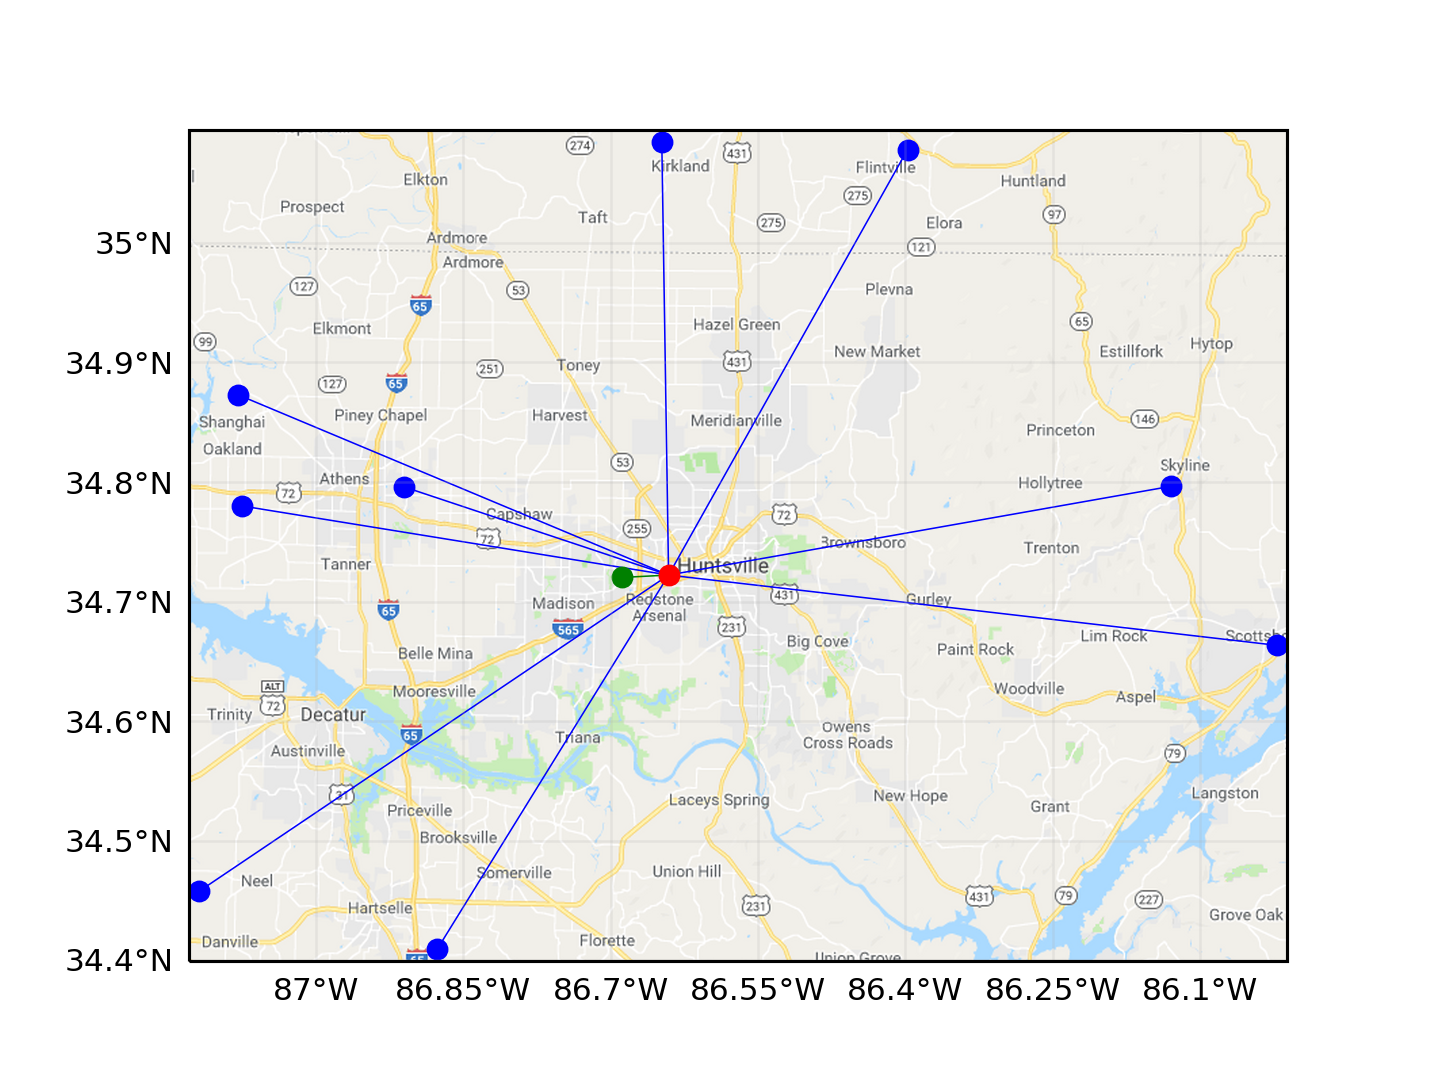 274
431
Kirkland
Flintville
Elkton
Huntland
275
Prospect
Taft
275
97
Elora
35°N
Ardmore
121
Ardmore
127
53
Plevna
65
Hazel Green
65
Elkmont
99
Hytop
New Market
Estillfork
34.9°N
431
Toney
251
127
65
Piney Chapel
Harvest
Meridianville
146
Shanghai
Princeton
Oakland
53
Skyline
34.8°N
Athens
Hollytree
72
Capshaw
72
255
72
Brownsboro
Trenton
Tanner
Huntsville
34.7°N
Madison
Redstone
Arsenal
431
Gurley
65
565
231
Big Cove
Lim Rock
Scottsbo
Belle Mina
Paint Rock
ALT
72
Mooresville
Woodville
Aspel
34.6°N
Trinity
Decatur
65
Triana
Owens
Cross Roads
Austinville
79
31
Priceville
Laceys Spring
New Hope
Grant
Langston
34.5°N
Brooksville
Somerville
Union Hill
Neel
431
79
227
Hartselle
231
Grove Oak
Danville
Florette
34.4°N
65
Union Grove
87°W
86.85°W
86.7°W
86.55°W
86.4°W
86.25°W
86.1°W